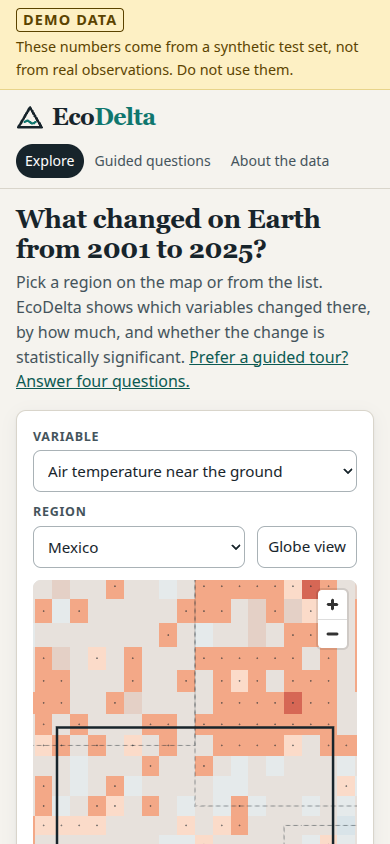 DEMO DATA
These numbers come from a synthetic test set, not
from real observations. Do not use them.
EcoDelta
Explore Guided questions About the data
What changed on Earth
from 2001 to 2025?
Pick a region on the map or from the list.
EcoDelta shows which variables changed there,
by how much, and whether the change is
statistically significant. Prefer a guided tour?
Answer four questions.
VARIABLE
Air temperature near the ground
REGION
Mexico Globe view
+
−